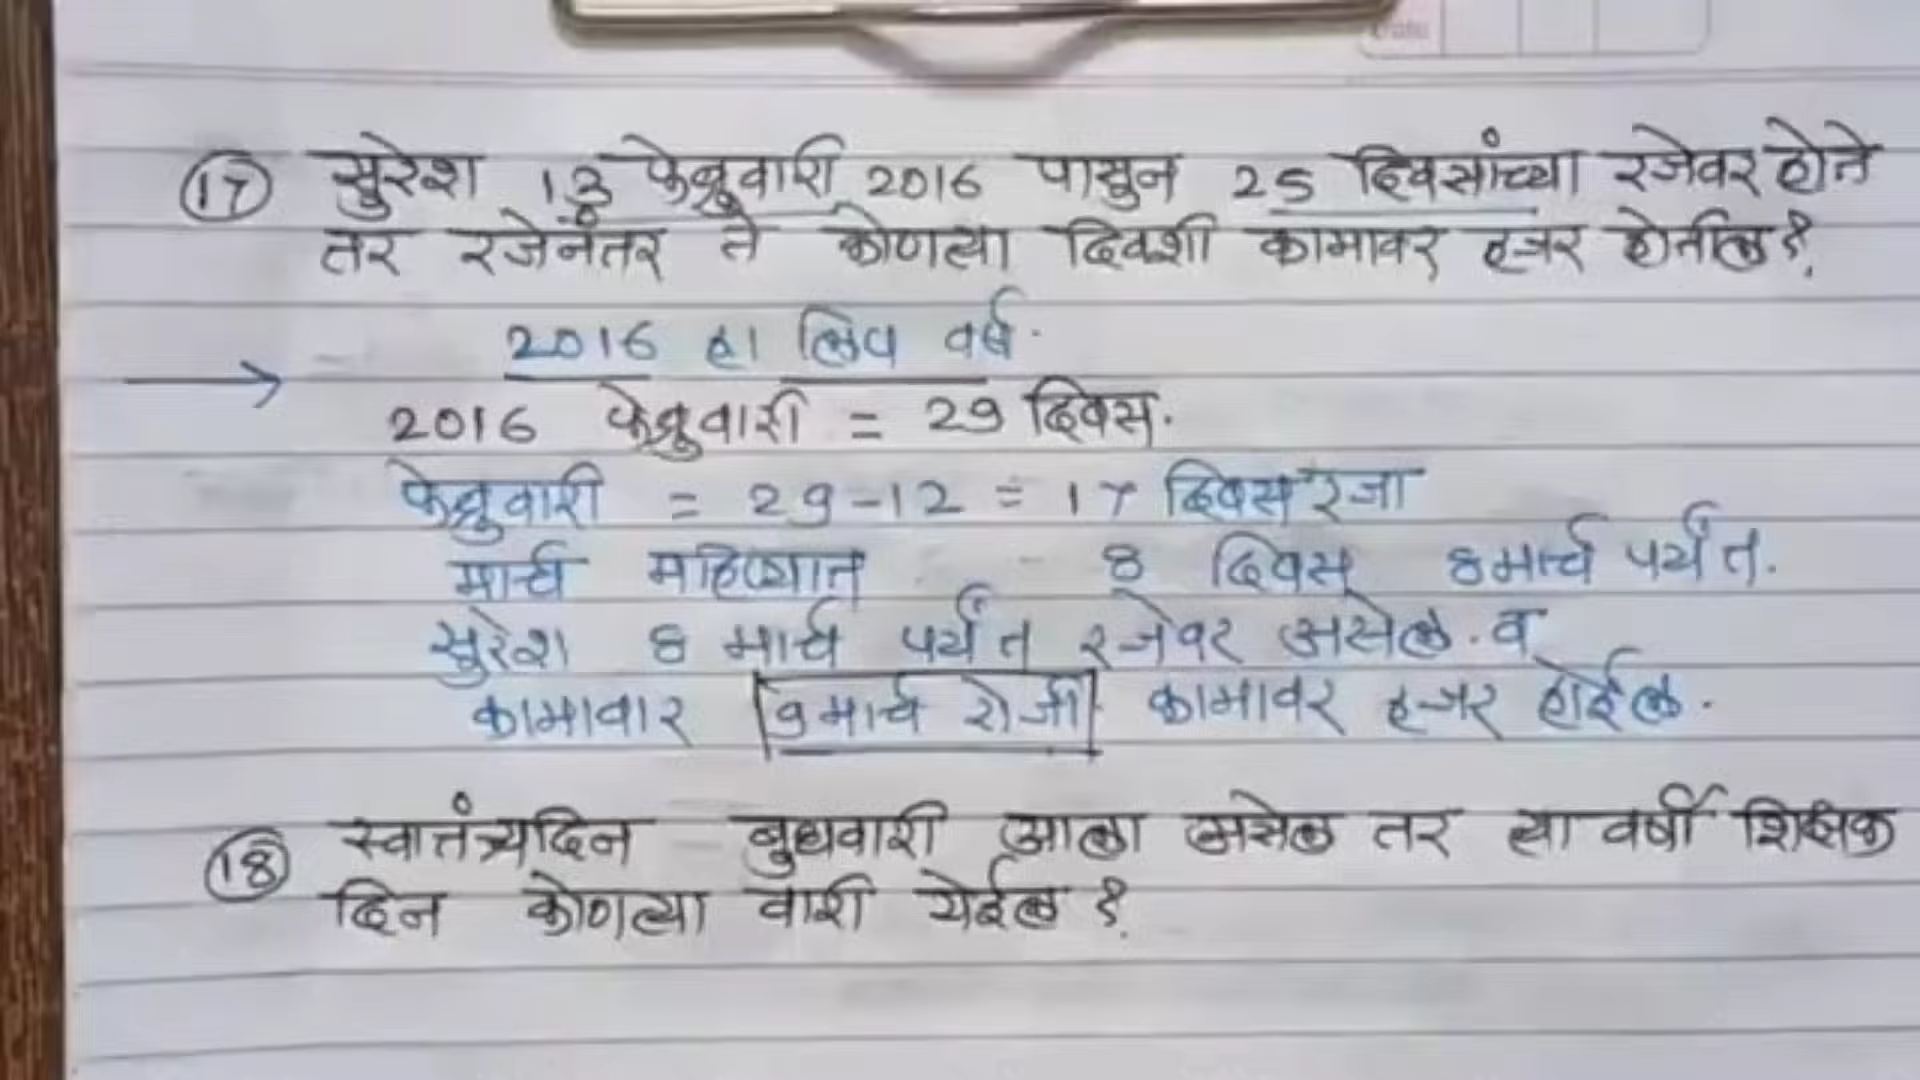 (17) सुरेश 13 फेब्रुवारी 2016 पासुन 25 दिवसांच्या रजेवर होते
तर रजेनंतर ते कोणत्या दिवशी कामावर हजर होतील?
2016 हा लिप वर्ष.
→
2016 फेब्रुवारी = 29 दिवस.
फेब्रुवारी = 29-12 = 17 दिवस रजा
मार्च महिण्यात 8 दिवस 8 मार्च पर्यंत.
सुरेश 8 मार्च पर्यंत रजेवर असेल. व
कामावार 9 मार्च रोजी कामावर हजर होईल.
(18) स्वातंत्र्यदिन बुधवारी आला असेल तर त्या वर्षी शिक्षक
दिन कोणत्या वारी येईल?